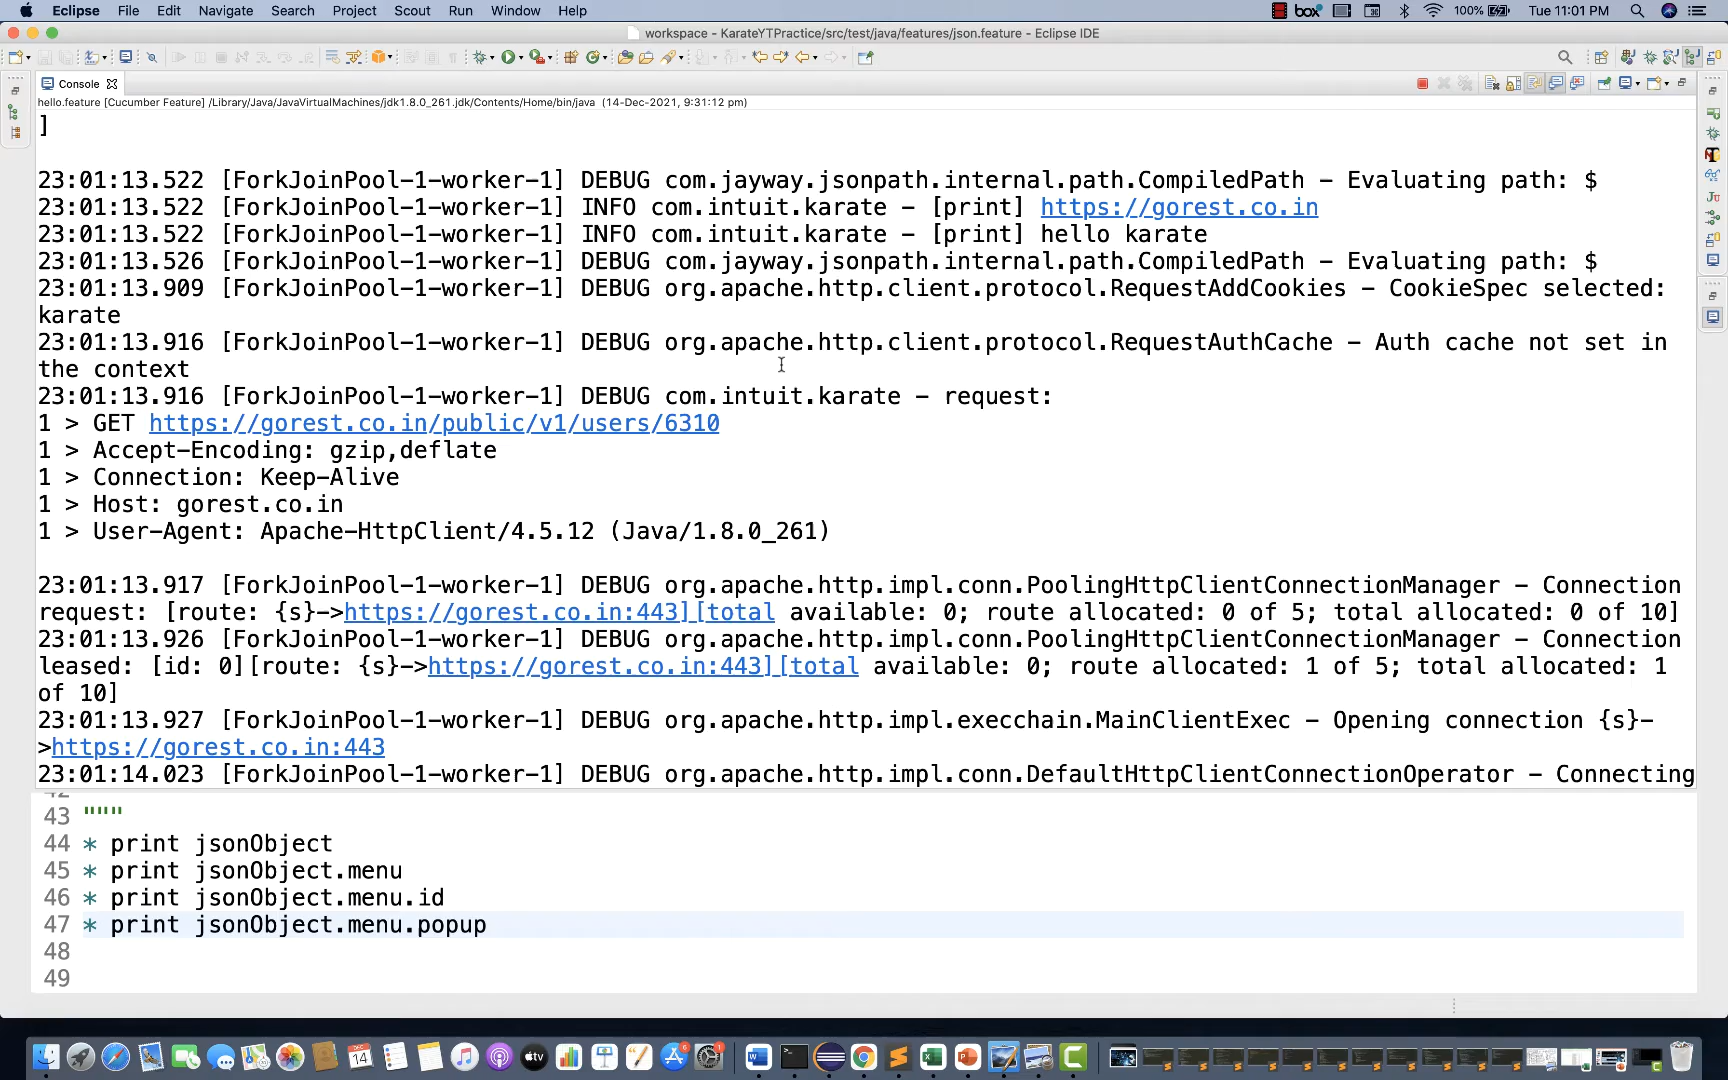 Eclipse File Edit Navigate Search Project Scout Run Window Help box 100% Tue 11:01 PM
workspace - KarateYTPractice/src/test/java/features/json.feature - Eclipse IDE
Console
hello.feature [Cucumber Feature] /Library/Java/JavaVirtualMachines/jdk1.8.0_261.jdk/Contents/Home/bin/java (14-Dec-2021, 9:31:12 pm)
]
23:01:13.522 [ForkJoinPool-1-worker-1] DEBUG com.jayway.jsonpath.internal.path.CompiledPath - Evaluating path: $
23:01:13.522 [ForkJoinPool-1-worker-1] INFO com.intuit.karate - [print] https://gorest.co.in
23:01:13.522 [ForkJoinPool-1-worker-1] INFO com.intuit.karate - [print] hello karate
23:01:13.526 [ForkJoinPool-1-worker-1] DEBUG com.jayway.jsonpath.internal.path.CompiledPath - Evaluating path: $
23:01:13.909 [ForkJoinPool-1-worker-1] DEBUG org.apache.http.client.protocol.RequestAddCookies - CookieSpec selected:
karate
23:01:13.916 [ForkJoinPool-1-worker-1] DEBUG org.apache.http.client.protocol.RequestAuthCache - Auth cache not set in
the context
23:01:13.916 [ForkJoinPool-1-worker-1] DEBUG com.intuit.karate - request:
1 > GET https://gorest.co.in/public/v1/users/6310
1 > Accept-Encoding: gzip,deflate
1 > Connection: Keep-Alive
1 > Host: gorest.co.in
1 > User-Agent: Apache-HttpClient/4.5.12 (Java/1.8.0_261)
23:01:13.917 [ForkJoinPool-1-worker-1] DEBUG org.apache.http.impl.conn.PoolingHttpClientConnectionManager - Connection
request: [route: {s}->https://gorest.co.in:443][total available: 0; route allocated: 0 of 5; total allocated: 0 of 10]
23:01:13.926 [ForkJoinPool-1-worker-1] DEBUG org.apache.http.impl.conn.PoolingHttpClientConnectionManager - Connection
leased: [id: 0][route: {s}->https://gorest.co.in:443][total available: 0; route allocated: 1 of 5; total allocated: 1
of 10]
23:01:13.927 [ForkJoinPool-1-worker-1] DEBUG org.apache.http.impl.execchain.MainClientExec - Opening connection {s}-
>https://gorest.co.in:443
23:01:14.023 [ForkJoinPool-1-worker-1] DEBUG org.apache.http.impl.conn.DefaultHttpClientConnectionOperator - Connecting
42
43 """
44 * print jsonObject
45 * print jsonObject.menu
46 * print jsonObject.menu.id
47 * print jsonObject.menu.popup
48
49